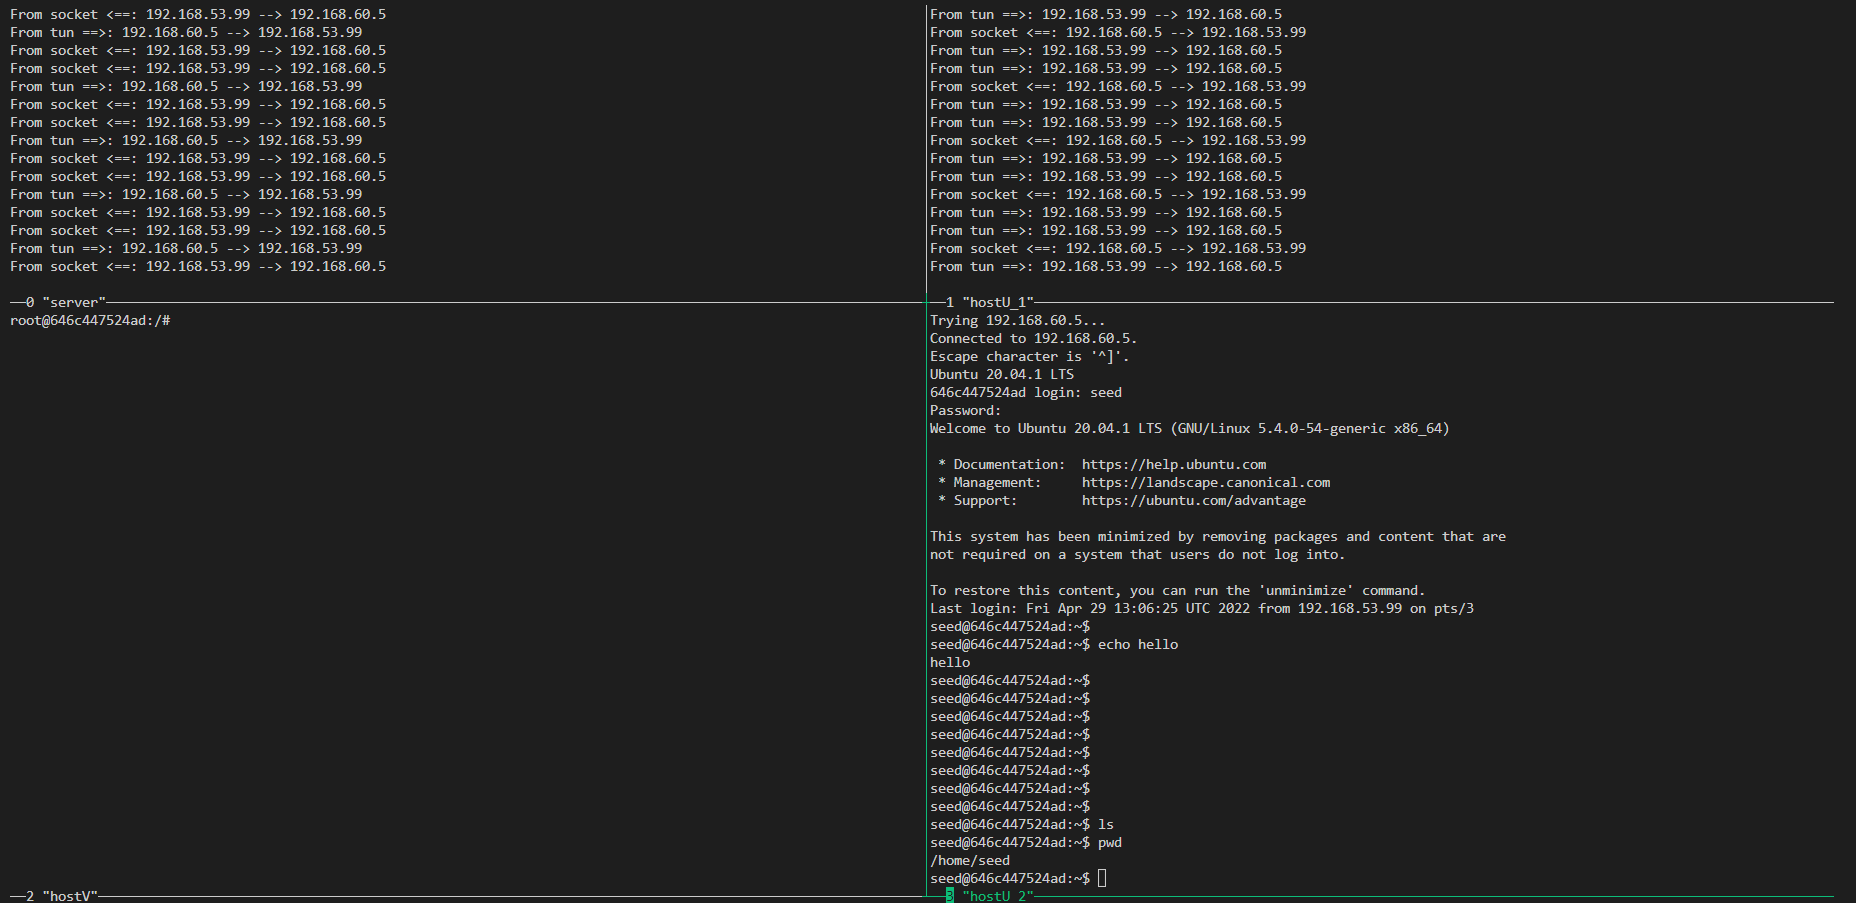 From socket <==: 192.168.53.99 --> 192.168.60.5
From tun ==>: 192.168.60.5 --> 192.168.53.99
From socket <==: 192.168.53.99 --> 192.168.60.5
From socket <==: 192.168.53.99 --> 192.168.60.5
From tun ==>: 192.168.60.5 --> 192.168.53.99
From socket <==: 192.168.53.99 --> 192.168.60.5
From socket <==: 192.168.53.99 --> 192.168.60.5
From tun ==>: 192.168.60.5 --> 192.168.53.99
From socket <==: 192.168.53.99 --> 192.168.60.5
From socket <==: 192.168.53.99 --> 192.168.60.5
From tun ==>: 192.168.60.5 --> 192.168.53.99
From socket <==: 192.168.53.99 --> 192.168.60.5
From socket <==: 192.168.53.99 --> 192.168.60.5
From tun ==>: 192.168.60.5 --> 192.168.53.99
From socket <==: 192.168.53.99 --> 192.168.60.5
0 "server"
From tun ==>: 192.168.53.99 --> 192.168.60.5
From socket <==: 192.168.60.5 --> 192.168.53.99
From tun ==>: 192.168.53.99 --> 192.168.60.5
From tun ==>: 192.168.53.99 --> 192.168.60.5
From socket <==: 192.168.60.5 --> 192.168.53.99
From tun ==>: 192.168.53.99 --> 192.168.60.5
From tun ==>: 192.168.53.99 --> 192.168.60.5
From socket <==: 192.168.60.5 --> 192.168.53.99
From tun ==>: 192.168.53.99 --> 192.168.60.5
From tun ==>: 192.168.53.99 --> 192.168.60.5
From socket <==: 192.168.60.5 --> 192.168.53.99
From tun ==>: 192.168.53.99 --> 192.168.60.5
From tun ==>: 192.168.53.99 --> 192.168.60.5
From socket <==: 192.168.60.5 --> 192.168.53.99
From tun ==>: 192.168.53.99 --> 192.168.60.5
1 "hostU_1"
root@646c447524ad:/#
2 "hostV"
Trying 192.168.60.5...
Connected to 192.168.60.5.
Escape character is '^]'.
Ubuntu 20.04.1 LTS
646c447524ad login: seed
Password:
Welcome to Ubuntu 20.04.1 LTS (GNU/Linux 5.4.0-54-generic x86_64)
* Documentation:  https://help.ubuntu.com
* Management:     https://landscape.canonical.com
* Support:        https://ubuntu.com/advantage
This system has been minimized by removing packages and content that are
not required on a system that users do not log into.
To restore this content, you can run the 'unminimize' command.
Last login: Fri Apr 29 13:06:25 UTC 2022 from 192.168.53.99 on pts/3
seed@646c447524ad:~$
seed@646c447524ad:~$ echo hello
hello
seed@646c447524ad:~$
seed@646c447524ad:~$
seed@646c447524ad:~$
seed@646c447524ad:~$
seed@646c447524ad:~$
seed@646c447524ad:~$
seed@646c447524ad:~$
seed@646c447524ad:~$
seed@646c447524ad:~$ ls
seed@646c447524ad:~$ pwd
/home/seed
seed@646c447524ad:~$
3 "hostU_2"